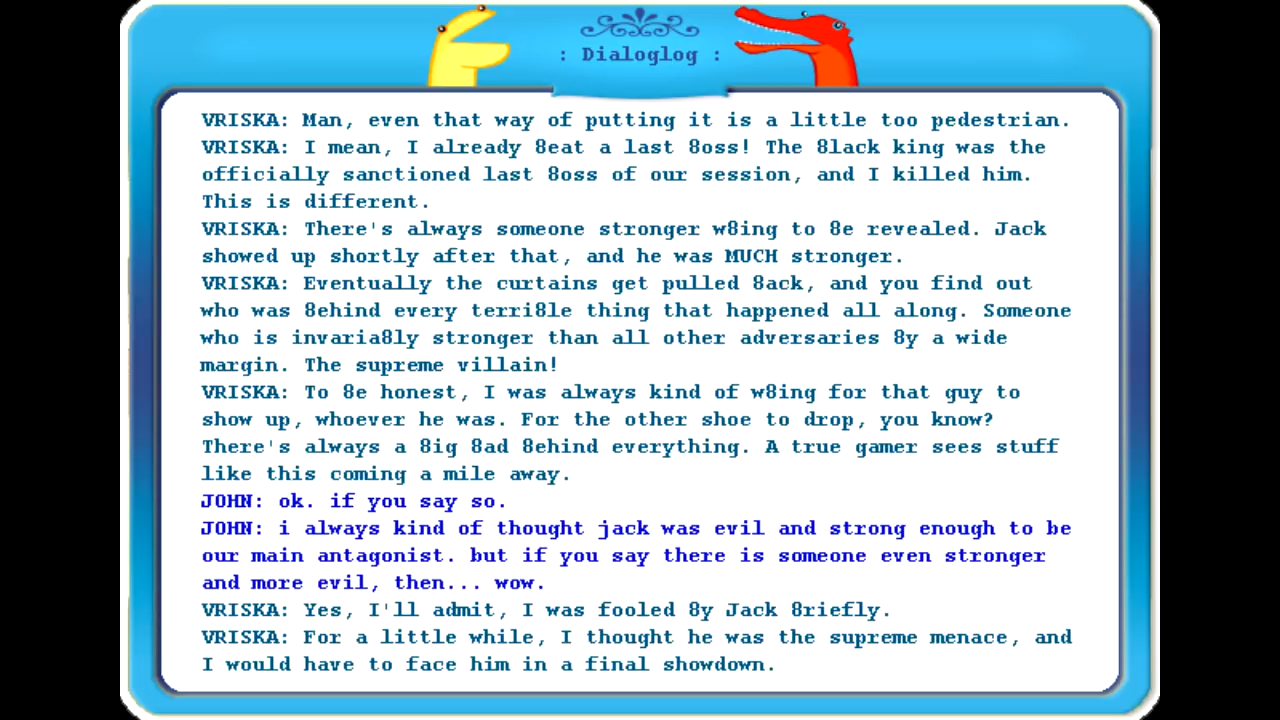 : Dialoglog :
VRISKA: Man, even that way of putting it is a little too pedestrian.
VRISKA: I mean, I already 8eat a last 8oss! The 8lack king was the
officially sanctioned last 8oss of our session, and I killed him.
This is different.
VRISKA: There's always someone stronger w8ing to 8e revealed. Jack
showed up shortly after that, and he was MUCH stronger.
VRISKA: Eventually the curtains get pulled 8ack, and you find out
who was 8ehind every terri8le thing that happened all along. Someone
who is invaria8ly stronger than all other adversaries 8y a wide
margin. The supreme villain!
VRISKA: To 8e honest, I was always kind of w8ing for that guy to
show up, whoever he was. For the other shoe to drop, you know?
There's always a 8ig 8ad 8ehind everything. A true gamer sees stuff
like this coming a mile away.
JOHN: ok. if you say so.
JOHN: i always kind of thought jack was evil and strong enough to be
our main antagonist. but if you say there is someone even stronger
and more evil, then... wow.
VRISKA: Yes, I'll admit, I was fooled 8y Jack 8riefly.
VRISKA: For a little while, I thought he was the supreme menace, and
I would have to face him in a final showdown.